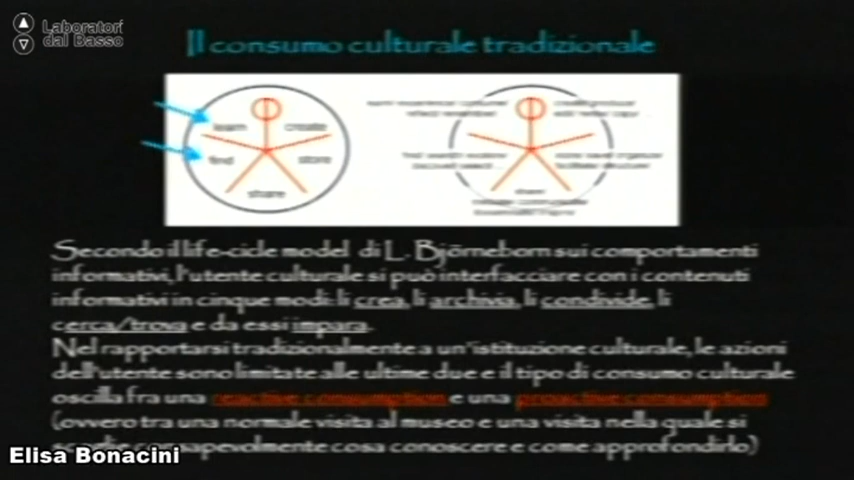 Laboratori
dal Basso
Il consumo culturale tradizionale
learn create
find store
share
share
Secondo il life-cicle model di L. Björneborn sui comportamenti
informativi, l'utente culturale si può interfacciare con i contenuti
informativi in cinque modi: li crea, li archivia, li condivide, li
cerca/trova e da essi impara.
Nel rapportarsi tradizionalmente a un'istituzione culturale, le azioni
dell'utente sono limitate alle ultime due e il tipo di consumo culturale
oscilla fra una reactive consumption e una proactive consumption
(ovvero tra una normale visita al museo e una visita nella quale si
cosa conoscere e come approfondirlo)
Elisa Bonacini